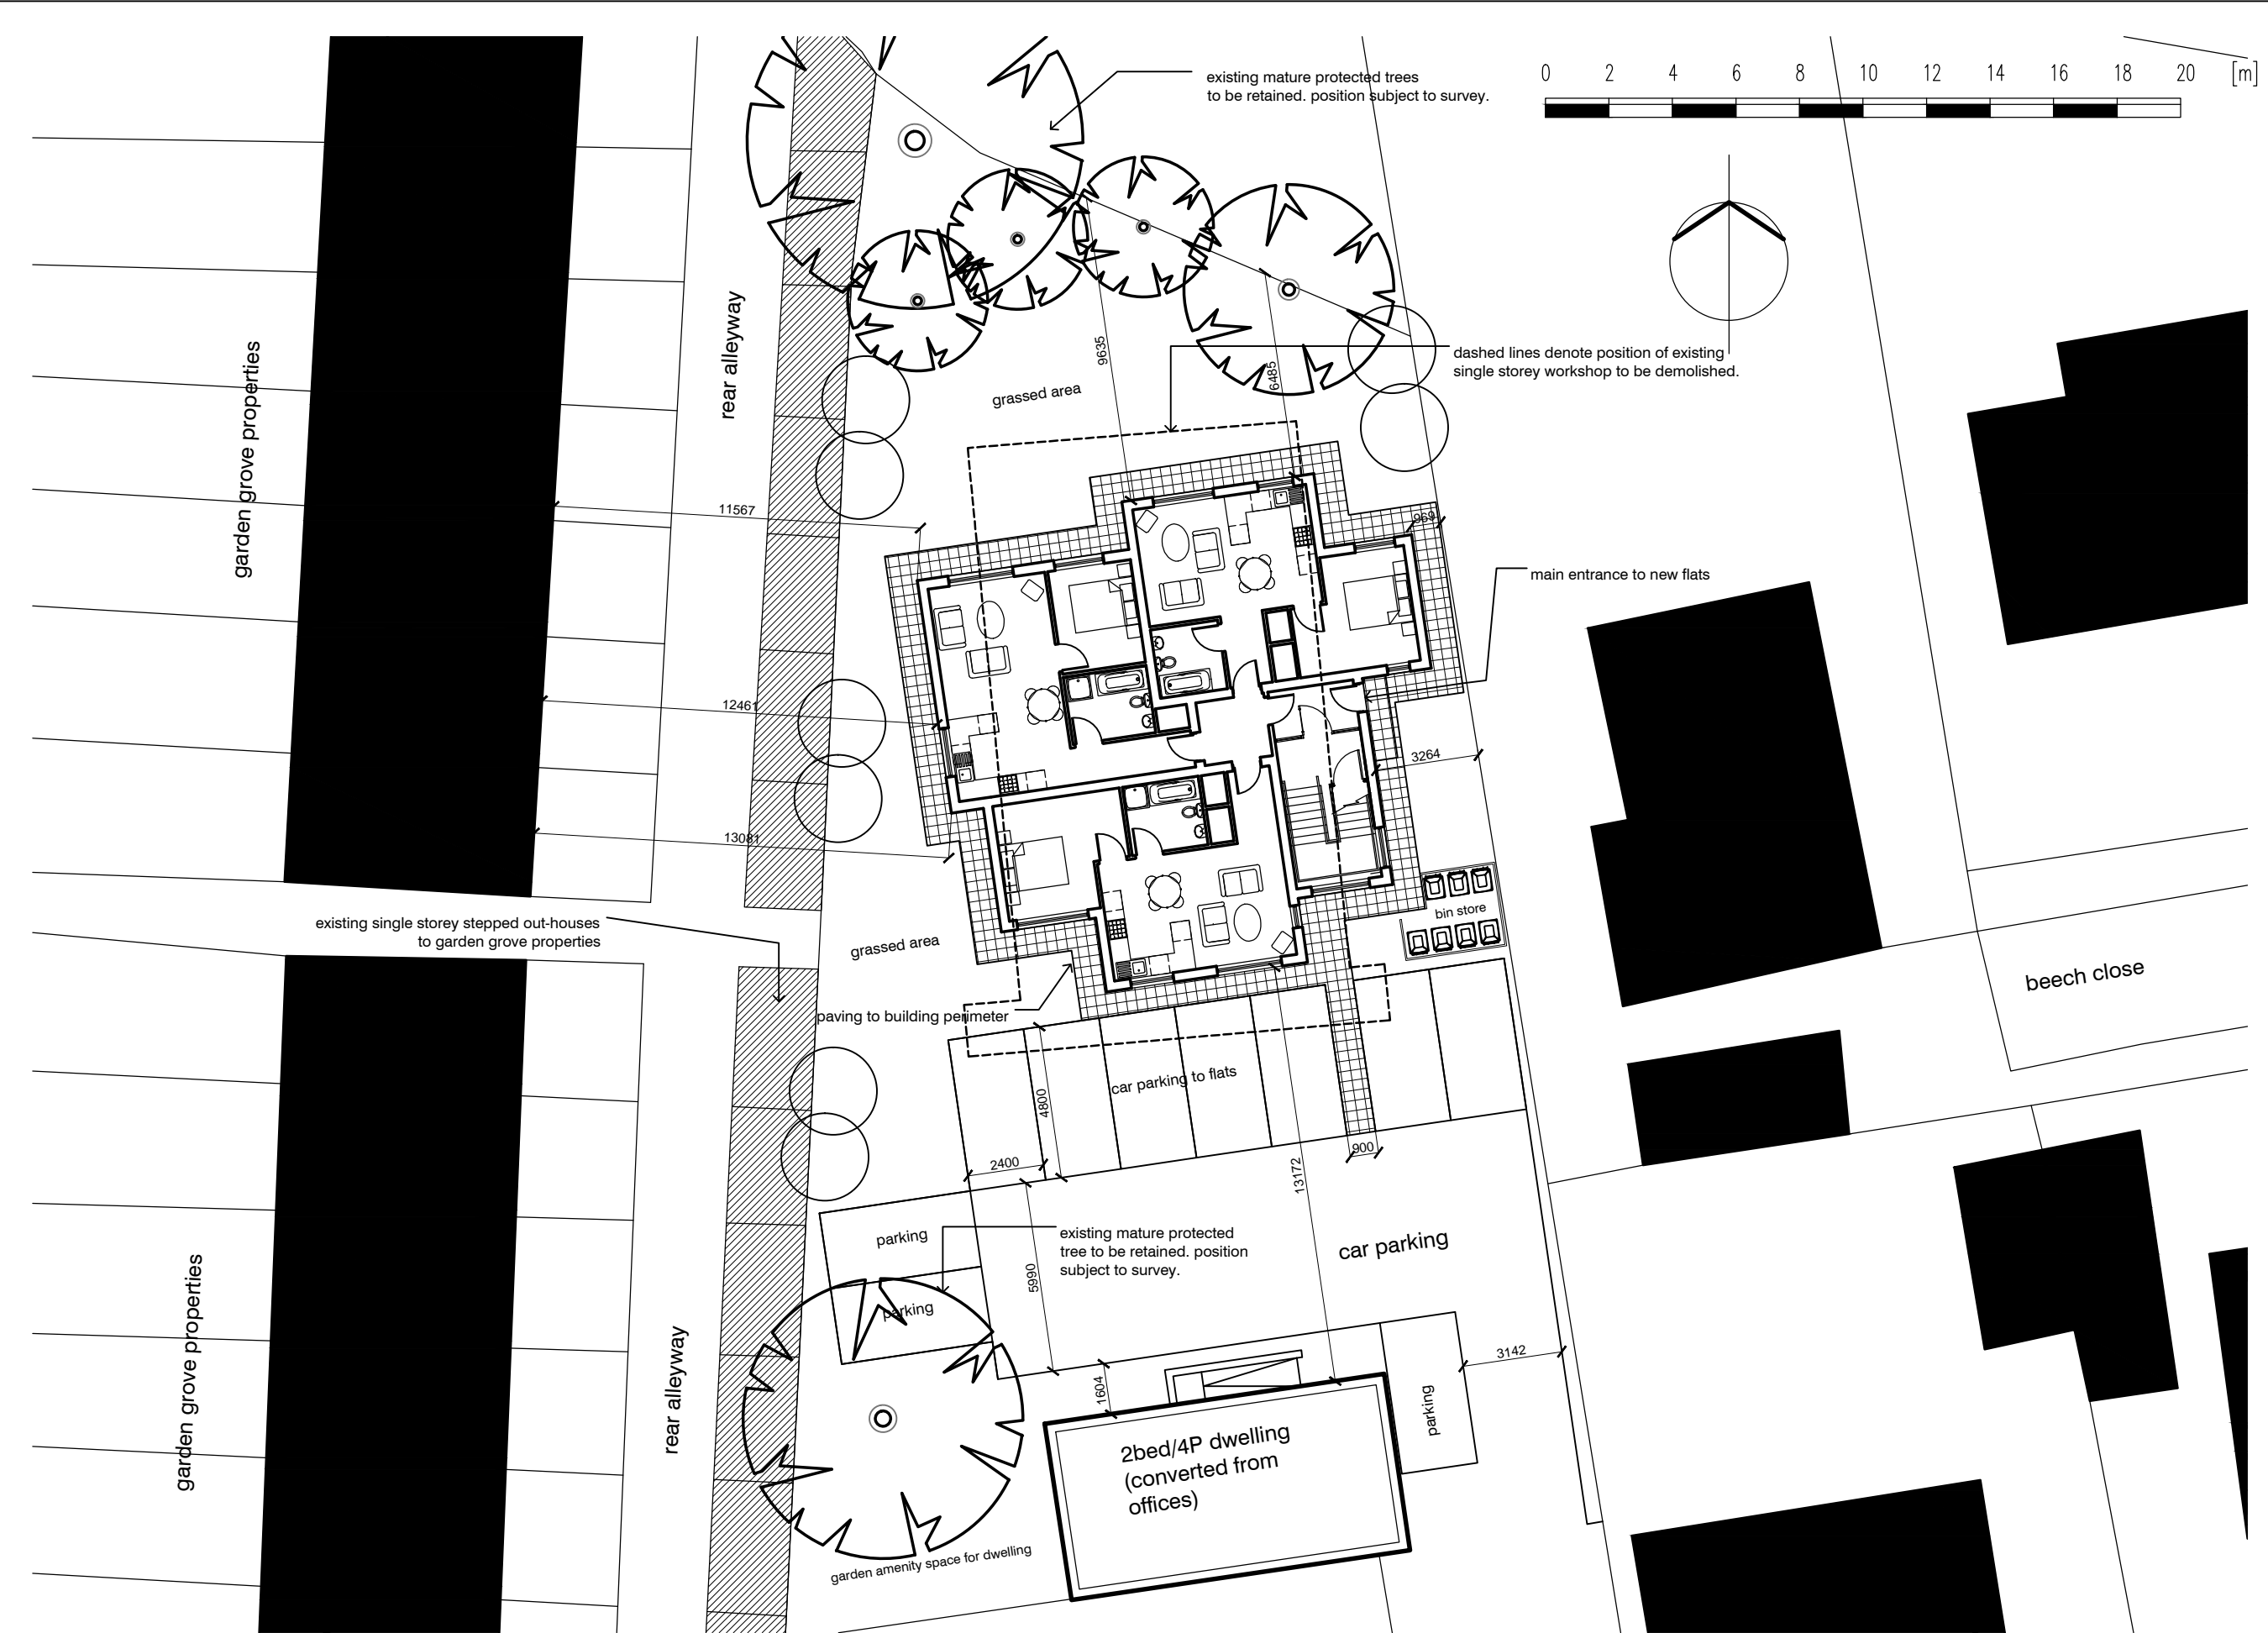 0 2 4 6 8 10 12 14 16 18 20 [m]
existing mature protected trees
to be retained. position subject to survey.
rear alleyway
garden grove properties
9635
6485
dashed lines denote position of existing
single storey workshop to be demolished.
grassed area
11567
969
main entrance to new flats
12461
3264
13081
existing single storey stepped out-houses
to garden grove properties
bin store
grassed area
beech close
paving to building perimeter
car parking to flats
4800
2400
900
13172
parking
existing mature protected
tree to be retained. position
subject to survey.
car parking
5990
parking
garden grove properties
rear alleyway
3142
1604
parking
2bed/4P dwelling
(converted from
offices)
garden amenity space for dwelling